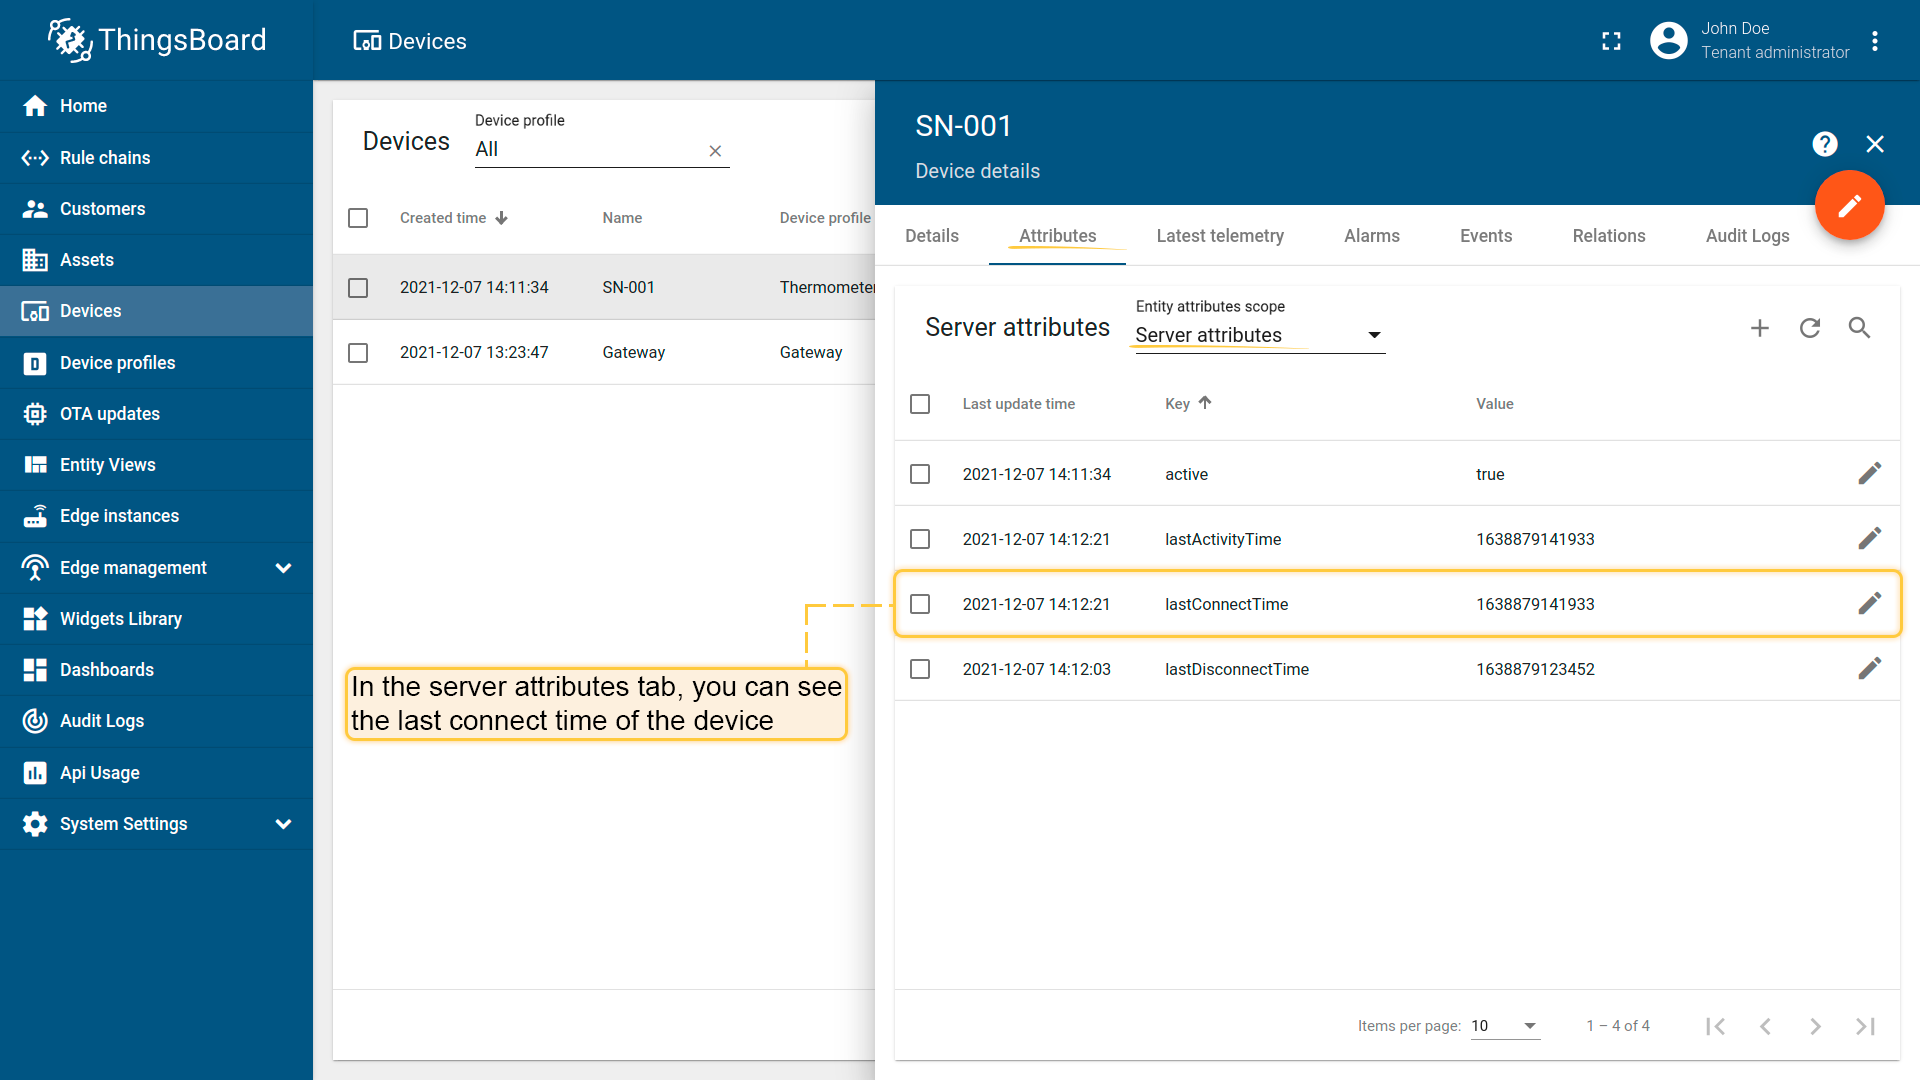 ThingsBoard
Devices
John Doe
Tenant administrator
Home
Rule chains
Customers
Assets
Devices
Device profiles
OTA updates
Entity Views
Edge instances
Edge management
Widgets Library
Dashboards
Audit Logs
Api Usage
System Settings
Devices
Device profile
All
Created time Name Device profile
2021-12-07 14:11:34 SN-001 Thermometer
2021-12-07 13:23:47 Gateway Gateway
In the server attributes tab, you can see
the last connect time of the device
SN-001
Device details
Details Attributes Latest telemetry Alarms Events Relations Audit Logs
Server attributes
Entity attributes scope
Server attributes
Last update time Key Value
2021-12-07 14:11:34 active true
2021-12-07 14:12:21 lastActivityTime 1638879141933
2021-12-07 14:12:21 lastConnectTime 1638879141933
2021-12-07 14:12:03 lastDisconnectTime 1638879123452
Items per page: 10 1 – 4 of 4